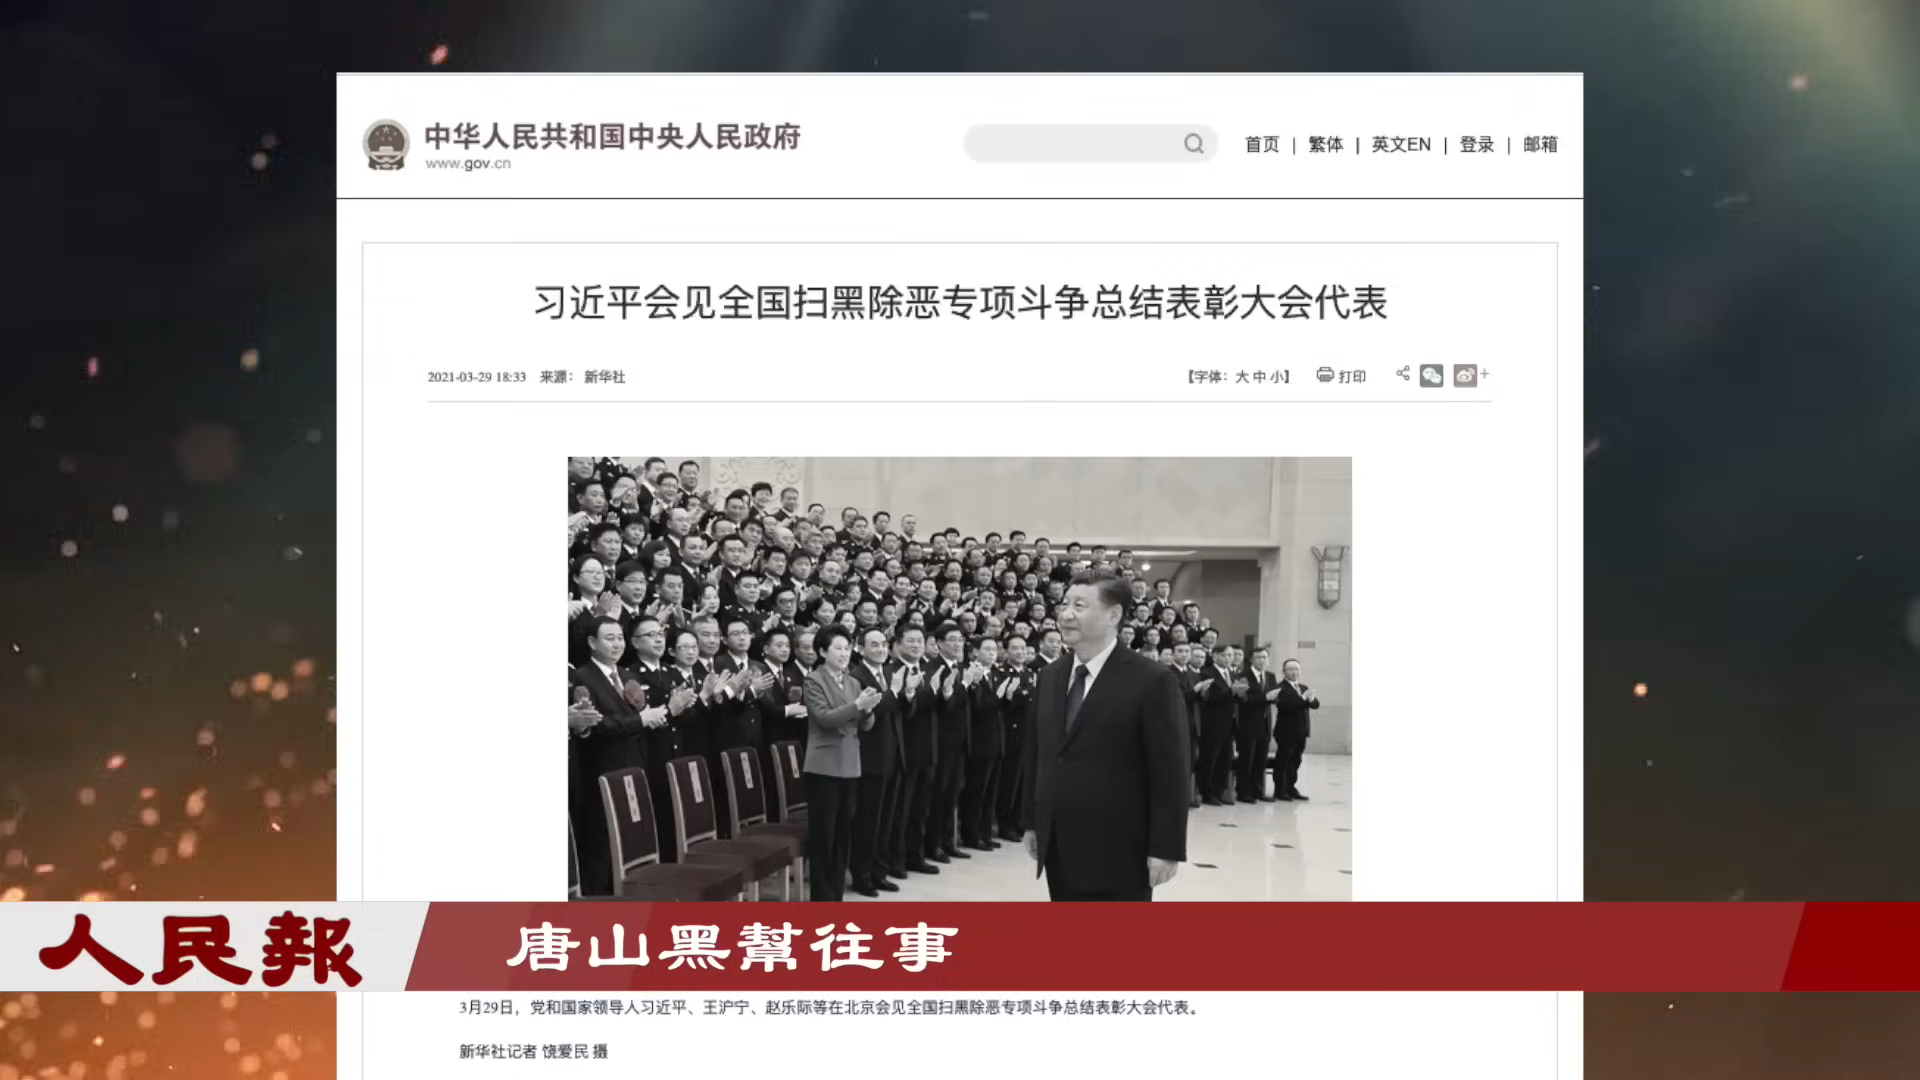 中华人民共和国中央人民政府
www.gov.cn
首页 | 繁体 | 英文EN | 登录 | 邮箱
习近平会见全国扫黑除恶专项斗争总结表彰大会代表
2021-03-29 18:33 来源: 新华社
【字体: 大 中 小】 打印
人民報 唐山黑幫往事
3月29日，党和国家领导人习近平、王沪宁、赵乐际等在北京会见全国扫黑除恶专项斗争总结表彰大会代表。
新华社记者 饶爱民 摄